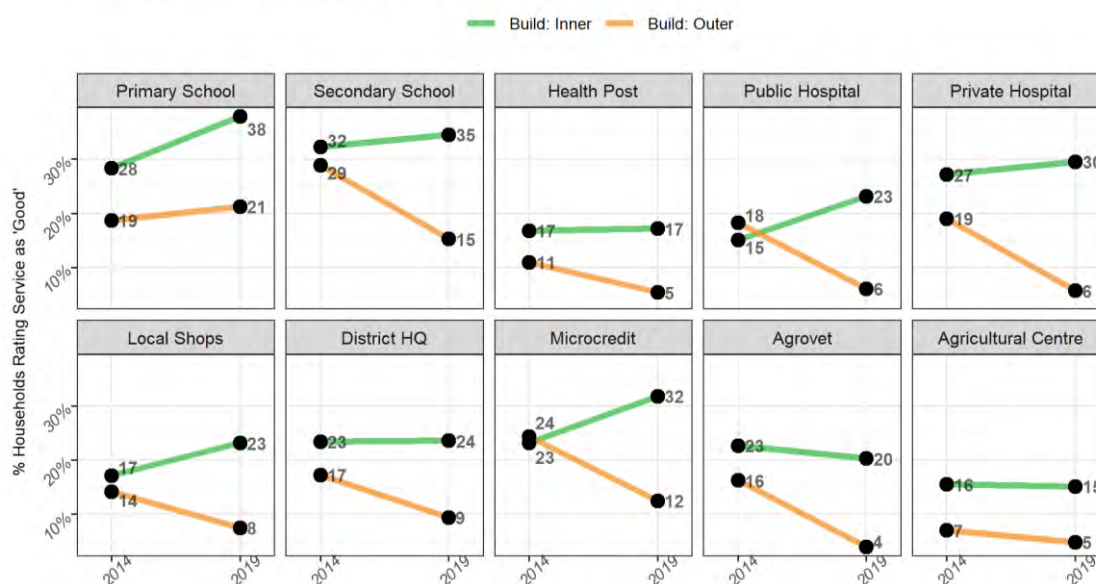 Build: Inner Build: Outer
Primary School Secondary School Health Post Public Hospital Private Hospital
% Households Rating Service as 'Good'
30%
20%
10%
28 38 19 21
32 35 29 15
17 17 11 5
18 15 23 6
27 30 19 6
Local Shops District HQ Microcredit Agrovet Agricultural Centre
30%
20%
10%
17 23 14 8
23 24 17 9
24 23 32 12
23 20 16 4
16 15 7 5
2014 2019 2014 2019 2014 2019 2014 2019 2014 2019